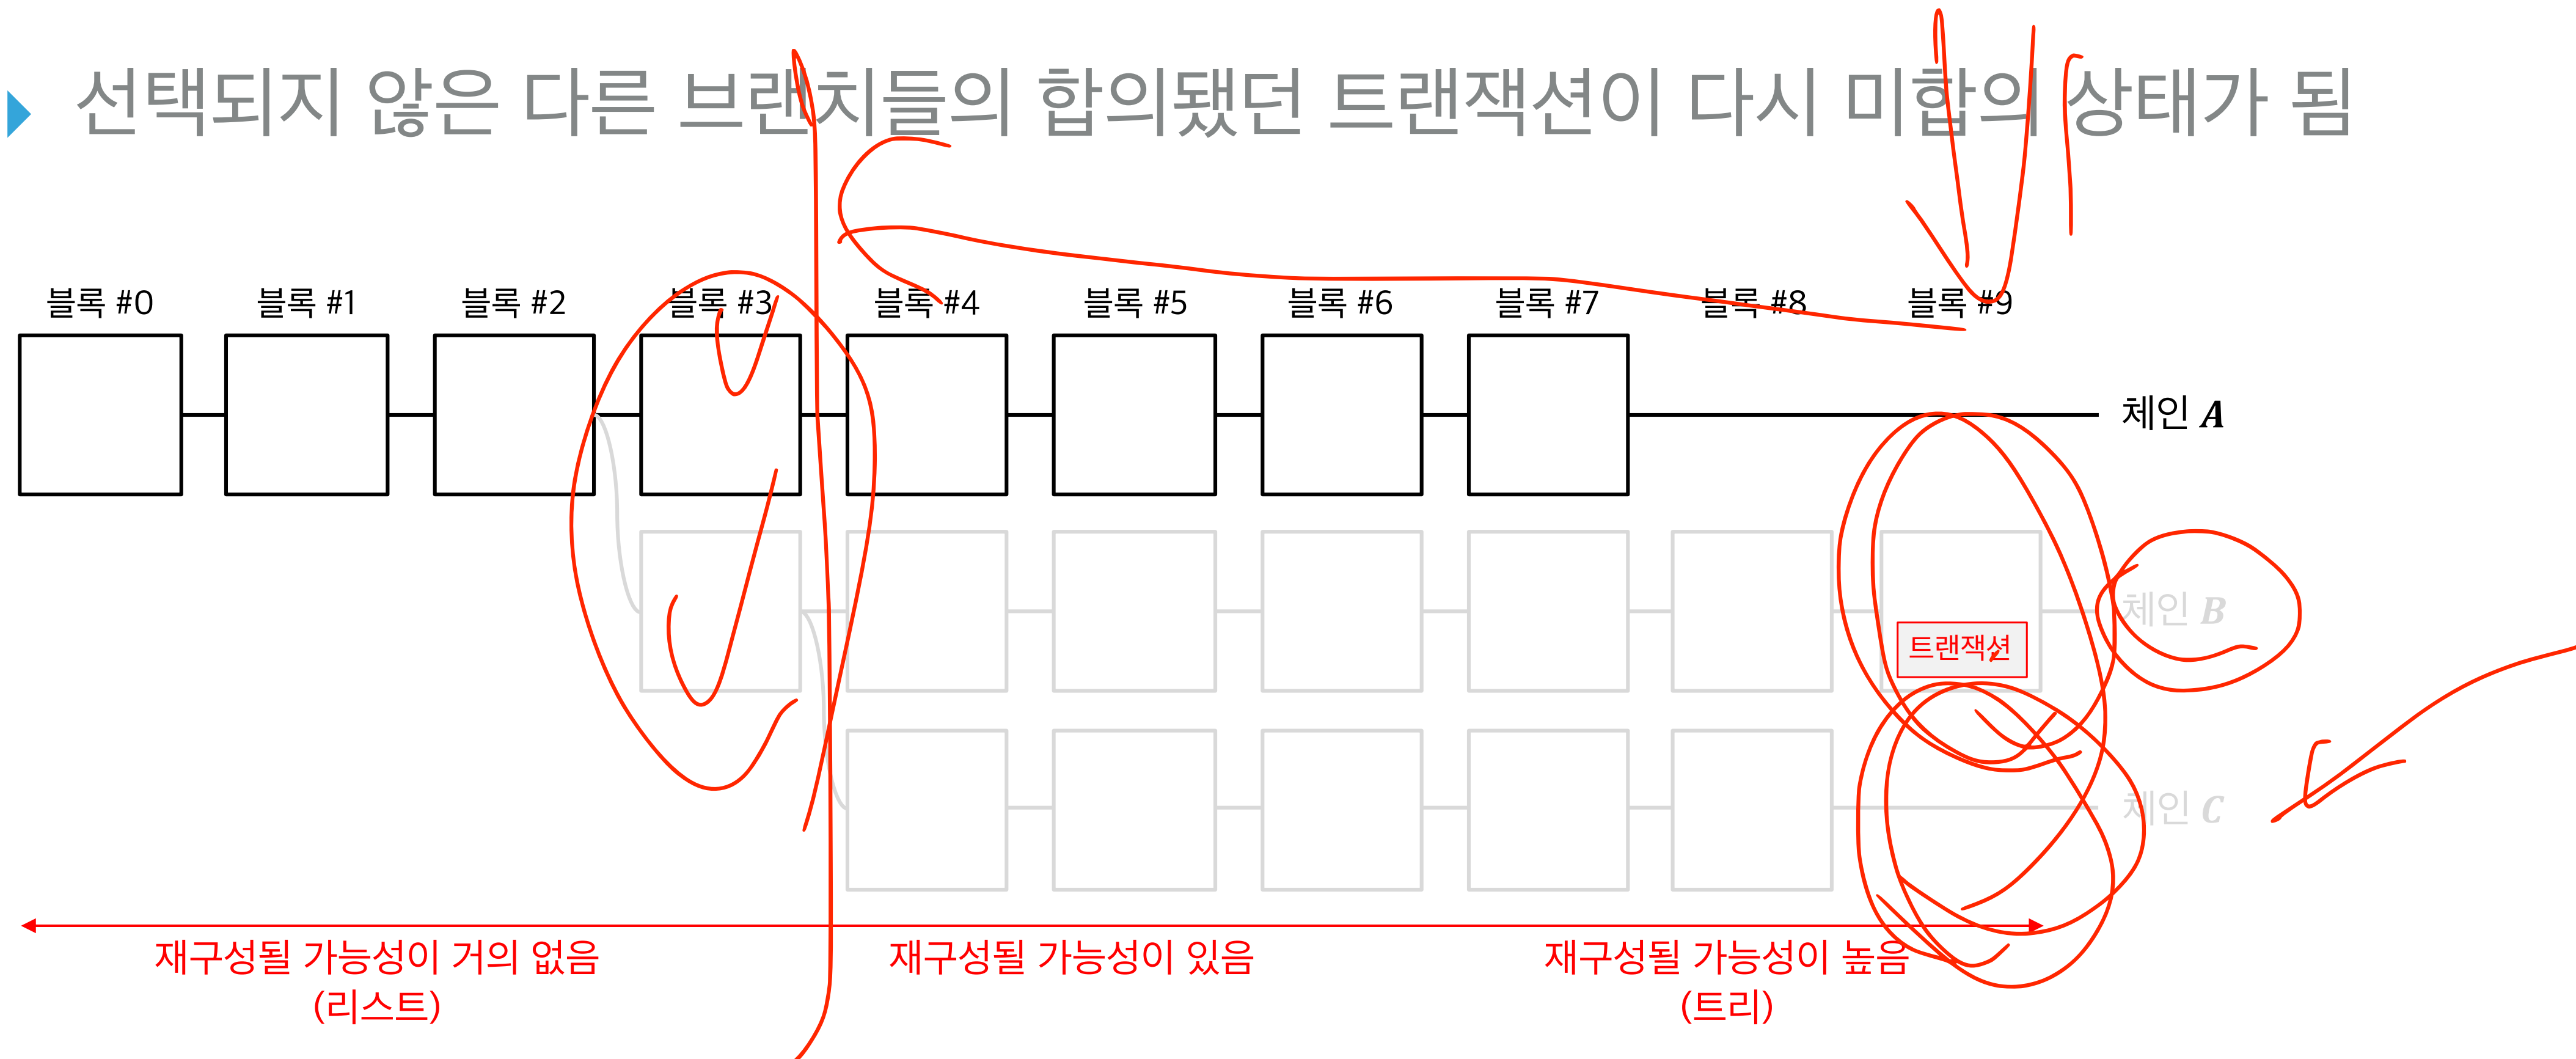 선택되지 않은 다른 브랜치들의 합의됐던 트랜잭션이 다시 미합의 상태가 됨
블록 #0 블록 #1 블록 #2 블록 #3 블록 #4 블록 #5 블록 #6 블록 #7 블록 #8 블록 #9
체인 A
체인 B
트랜잭션
체인 C
재구성될 가능성이 거의 없음 재구성될 가능성이 있음 재구성될 가능성이 높음
(리스트) (트리)